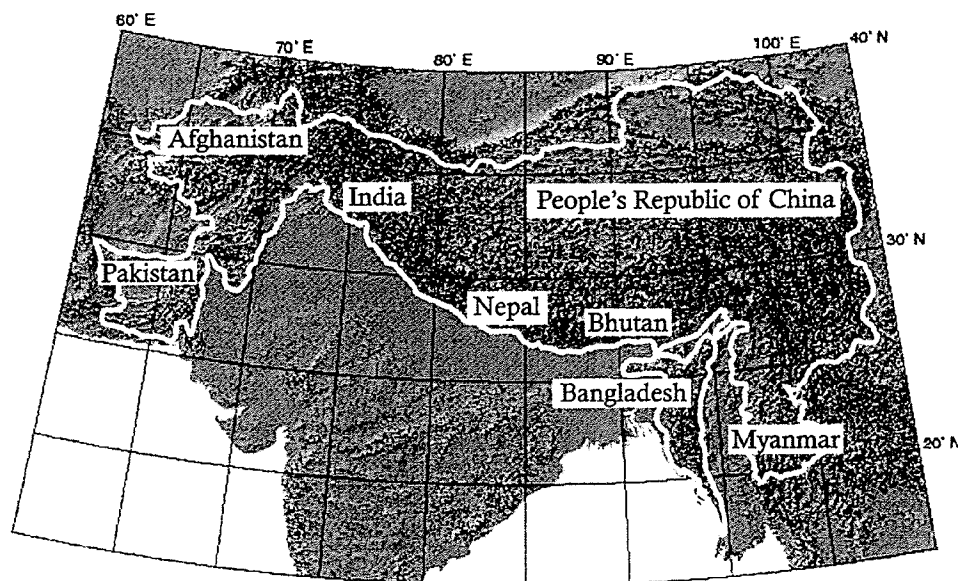 60° E
70° E
80° E
90° E
100° E
40° N
Afghanistan
India
People's Republic of China
30° N
Pakistan
Nepal
Bhutan
Bangladesh
Myanmar
20° N